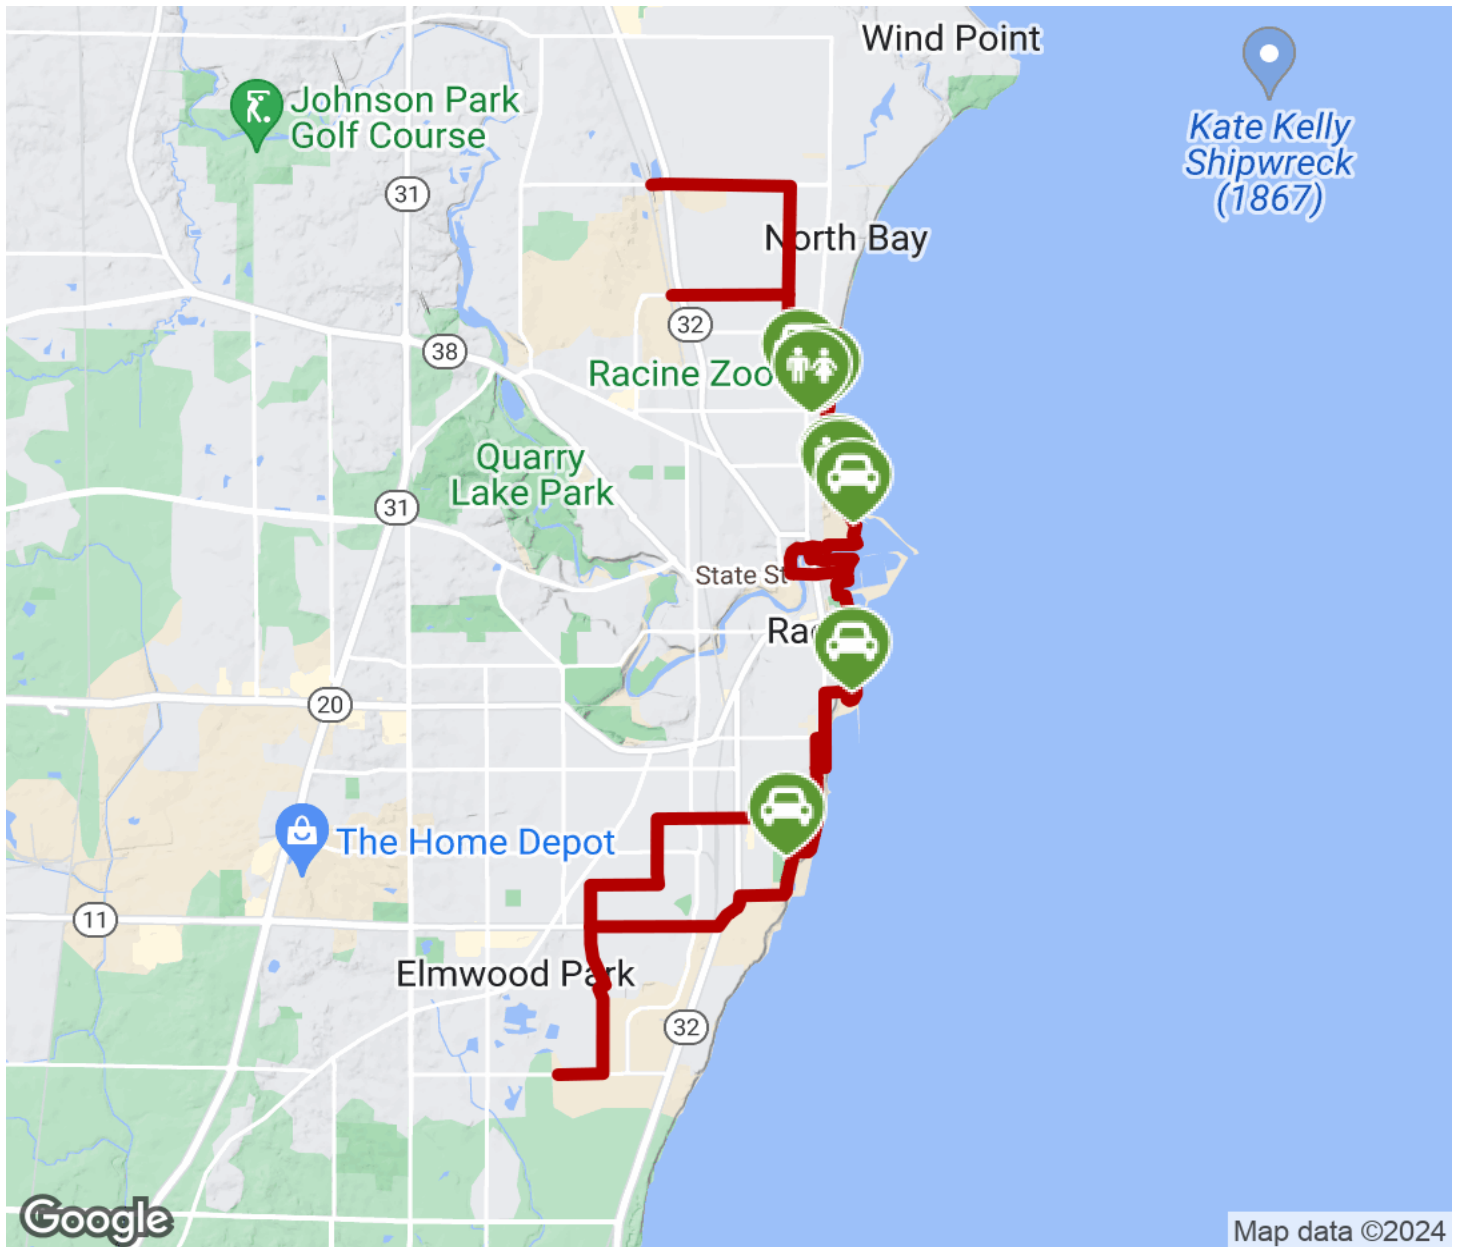 Wind Point
Johnson Park
Golf Course
Kate Kelly
Shipwreck
(1867)
31
North Bay
32
38
Racine Zoo
Quarry
Lake Park
31
State St
20
The Home Depot
11
Elmwood Park
32
Google
Map data ©2024